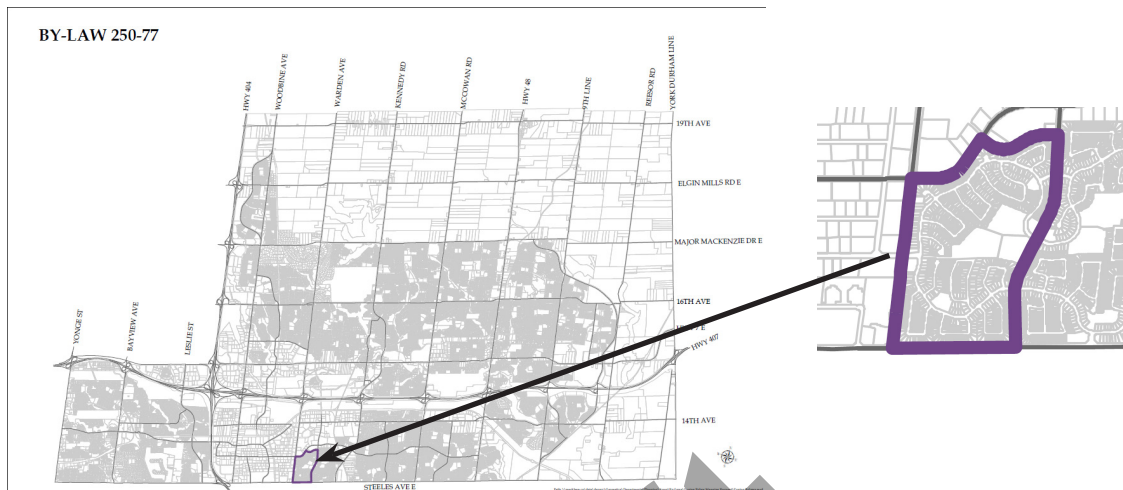 BY-LAW 250-77
HWY 404
WOODBINE AVE
WARDEN AVE
KENNEDY RD
MCCOWAN RD
HWY 48
9TH LINE
REESOR RD
YORK DURHAM LINE
19TH AVE
ELGIN MILLS RD E
MAJOR MACKENZIE DR E
16TH AVE
YONGE ST
BAYVIEW AVE
LESLIE ST
7 E
HWY 407
14TH AVE
STEELES AVE E